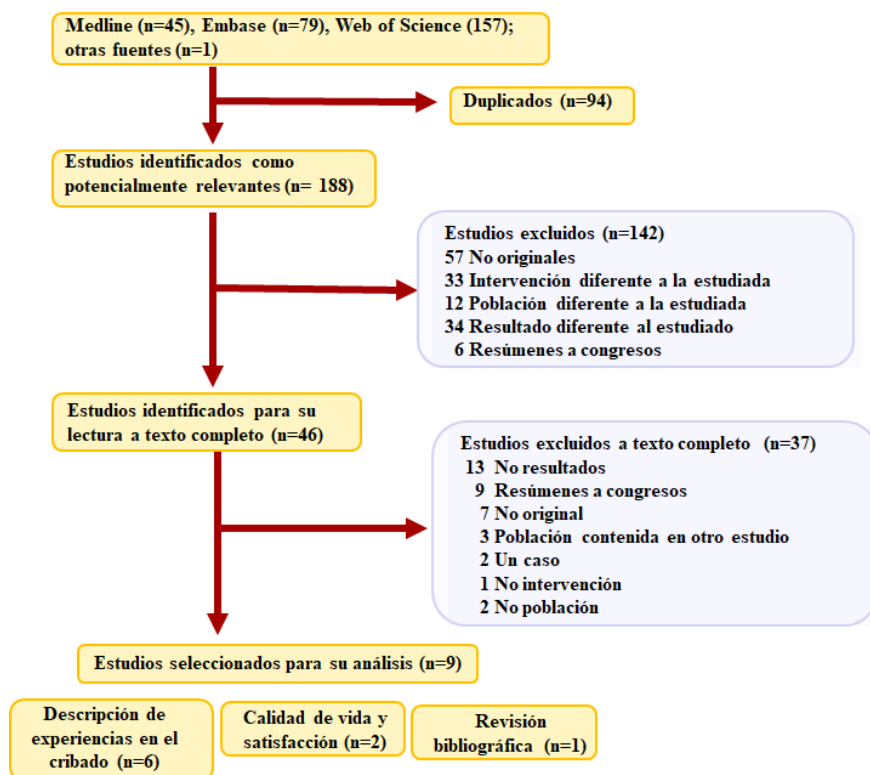 Medline (n=45), Embase (n=79), Web of Science (157);
otras fuentes (n=1)
Duplicados (n=94)
Estudios identificados como
potencialmente relevantes (n= 188)
Estudios excluidos (n=142)
57 No originales
33 Intervención diferente a la estudiada
12 Población diferente a la estudiada
34 Resultado diferente al estudiado
6 Resúmenes a congresos
Estudios identificados para su
lectura a texto completo (n=46)
Estudios excluidos a texto completo (n=37)
13 No resultados
9 Resúmenes a congresos
7 No original
3 Población contenida en otro estudio
2 Un caso
1 No intervención
2 No población
Estudios seleccionados para su análisis (n=9)
Descripción de
experiencias en el
cribado (n=6)
Calidad de vida y
satisfacción (n=2)
Revisión
bibliográfica (n=1)